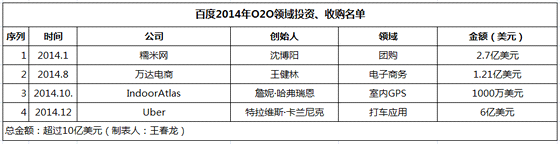 百度2014年O2O领域投资、收购名单
序列 时间 公司 创始人 领域 金额（美元）
1 2014.1 糯米网 沈博阳 团购 2.7亿美元
2 2014.8 万达电商 王健林 电子商务 1.21亿美元
3 2014.10. IndoorAtlas 詹妮·哈弗瑞恩 室内GPS 1000万美元
4 2014.12 Uber 特拉维斯·卡兰尼克 打车应用 6亿美元
总金额：超过10亿美元（制表人：王春龙）